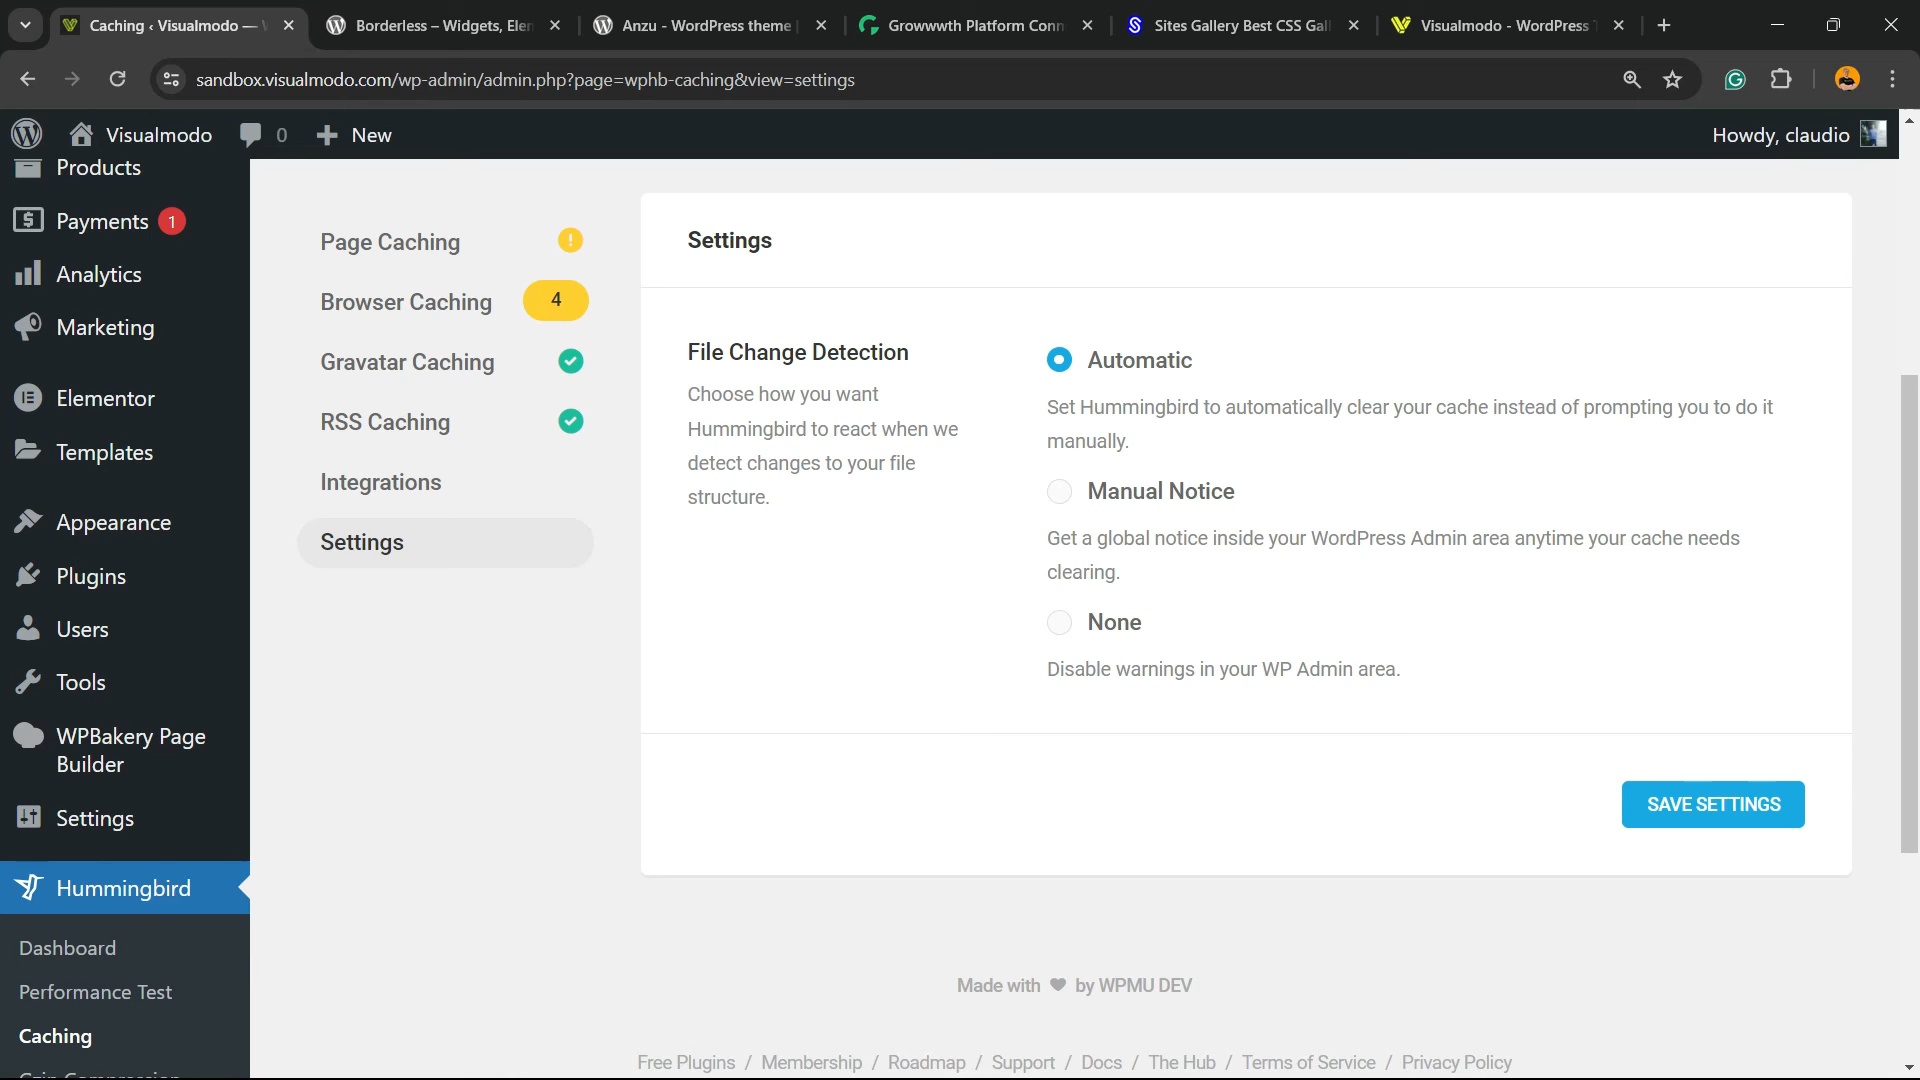 Caching ‹ Visualmodo —
Borderless – Widgets, Ele
Anzu - WordPress theme
Growwwth Platform Conn
Sites Gallery Best CSS Gal
Visualmodo - WordPress
sandbox.visualmodo.com/wp-admin/admin.php?page=wphb-caching&view=settings
Visualmodo 0 New
Howdy, claudio
Products
Payments 1
Analytics
Marketing
Elementor
Templates
Appearance
Plugins
Users
Tools
WPBakery Page
Builder
Settings
Hummingbird
Dashboard
Performance Test
Caching
Page Caching
Browser Caching 4
Gravatar Caching
RSS Caching
Integrations
Settings
Settings
File Change Detection
Choose how you want
Hummingbird to react when we
detect changes to your file
structure.
Automatic
Set Hummingbird to automatically clear your cache instead of prompting you to do it
manually.
Manual Notice
Get a global notice inside your WordPress Admin area anytime your cache needs
clearing.
None
Disable warnings in your WP Admin area.
SAVE SETTINGS
Made with ♥ by WPMU DEV
Free Plugins / Membership / Roadmap / Support / Docs / The Hub / Terms of Service / Privacy Policy